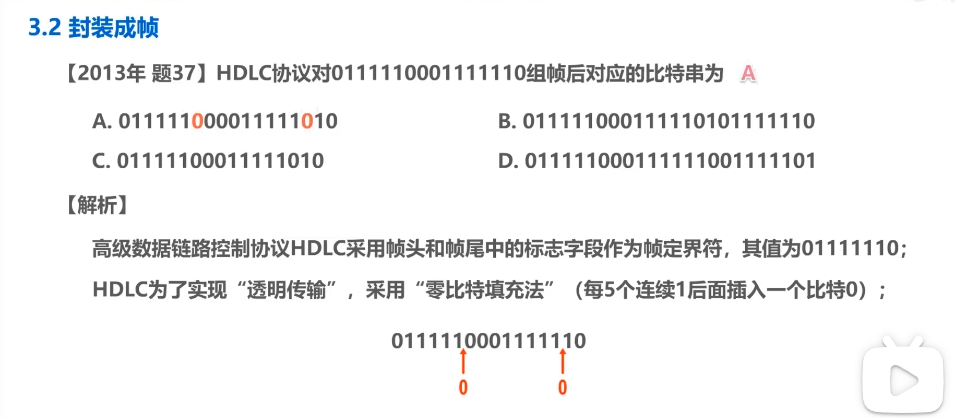 3.2 封装成帧
【2013年 题37】HDLC协议对0111110001111110组帧后对应的比特串为 A
A. 011111000011111010 B. 011111000111110101111110
C. 01111100011111010 D. 011111000111111001111101
【解析】
高级数据链路控制协议HDLC采用帧头和帧尾中的标志字段作为帧定界符，其值为01111110；
HDLC为了实现“透明传输”，采用“零比特填充法”（每5个连续1后面插入一个比特0）；
0111110001111110
0 0